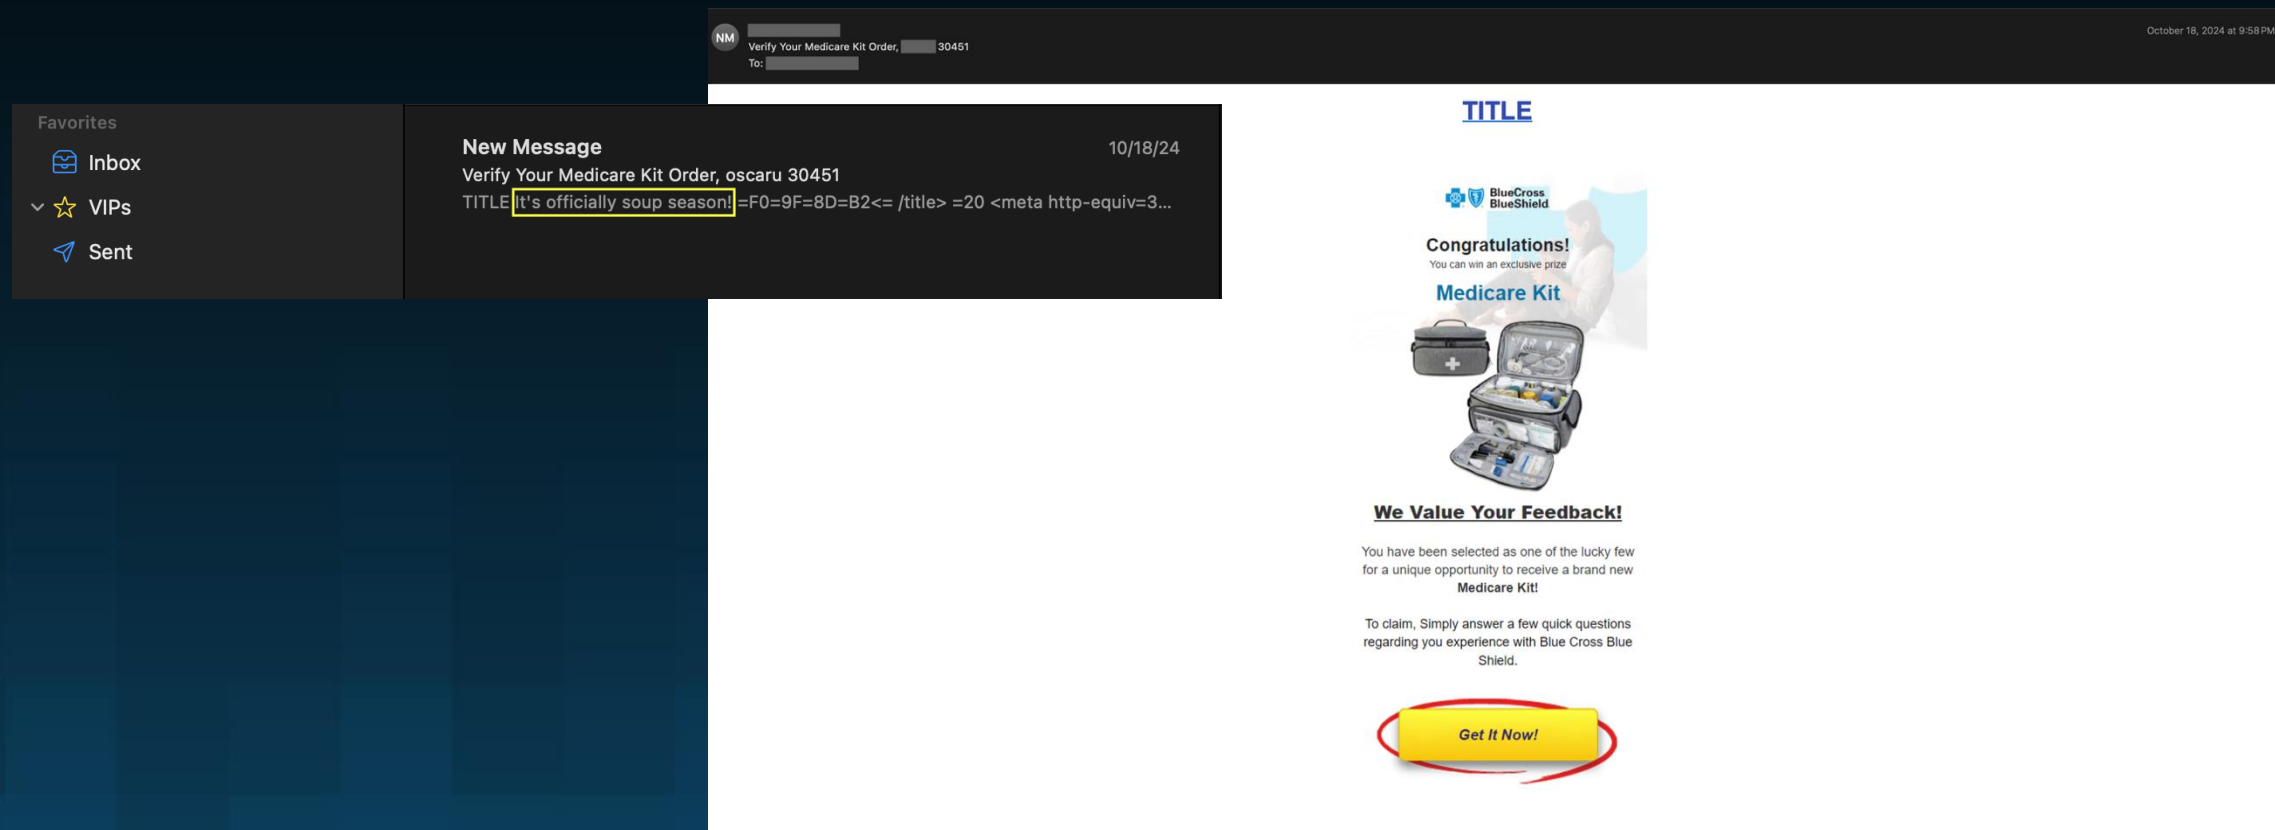 NM
Verify Your Medicare Kit Order, 30451
To:
October 18, 2024 at 9:58 PM
Favorites
Inbox
VIPs
Sent
New Message
10/18/24
Verify Your Medicare Kit Order, oscaru 30451
TITLE It's officially soup season! =F0=9F=8D=B2<= /title> =20 <meta http-equiv=3...
TITLE
BlueCross
BlueShield
Congratulations!
You can win an exclusive prize
Medicare Kit
We Value Your Feedback!
You have been selected as one of the lucky few
for a unique opportunity to receive a brand new
Medicare Kit!
To claim, Simply answer a few quick questions
regarding you experience with Blue Cross Blue
Shield.
Get It Now!